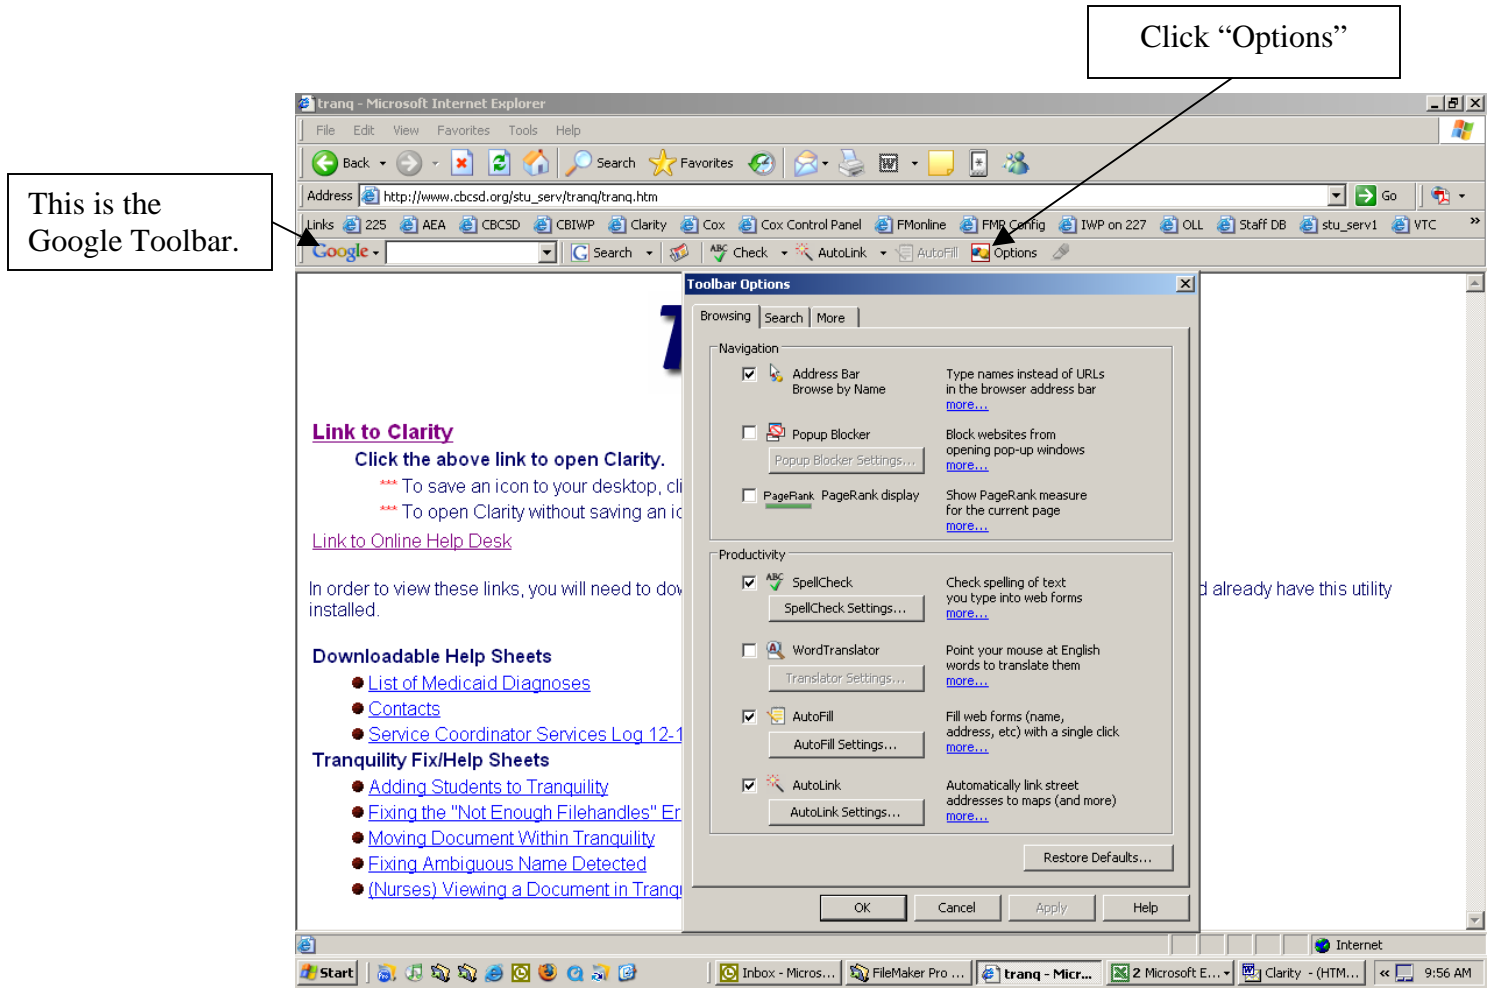 Click “Options”
This is the
Google Toolbar.
tranq - Microsoft Internet Explorer
File Edit View Favorites Tools Help
Back Search Favorites
Address http://www.cbcsd.org/stu_serv/tranq/tranq.htm Go
Links 225 AEA CBCSD CBIWP Clarity Cox Cox Control Panel FMonline FMR Config IWP on 227 OLL Staff DB stu_serv1 VTC »
Google G Search ABC Check AutoLink AutoFill Options
Toolbar Options
Browsing Search More
Navigation
Address Bar
Browse by Name
Type names instead of URLs
in the browser address bar
more...
Popup Blocker
Popup Blocker Settings...
Block websites from
opening pop-up windows
more...
PageRank PageRank display
Show PageRank measure
for the current page
more...
Productivity
ABC SpellCheck
SpellCheck Settings...
Check spelling of text
you type into web forms
more...
WordTranslator
Translator Settings...
Point your mouse at English
words to translate them
more...
AutoFill
AutoFill Settings...
Fill web forms (name,
address, etc) with a single click
more...
AutoLink
AutoLink Settings...
Automatically link street
addresses to maps (and more)
more...
Restore Defaults...
OK Cancel Apply Help
Link to Clarity
Click the above link to open Clarity.
*** To save an icon to your desktop, cli
*** To open Clarity without saving an ic
Link to Online Help Desk
In order to view these links, you will need to dow d already have this utility
installed.
Downloadable Help Sheets
List of Medicaid Diagnoses
Contacts
Service Coordinator Services Log 12-1
Tranquility Fix/Help Sheets
Adding Students to Tranquility
Fixing the "Not Enough Filehandles" Er
Moving Document Within Tranquility
Fixing Ambiguous Name Detected
(Nurses) Viewing a Document in Tranqu
Internet
Start Inbox - Micros... FileMaker Pro ... tranq - Micr... 2 Microsoft E... Clarity - (HTM... « 9:56 AM